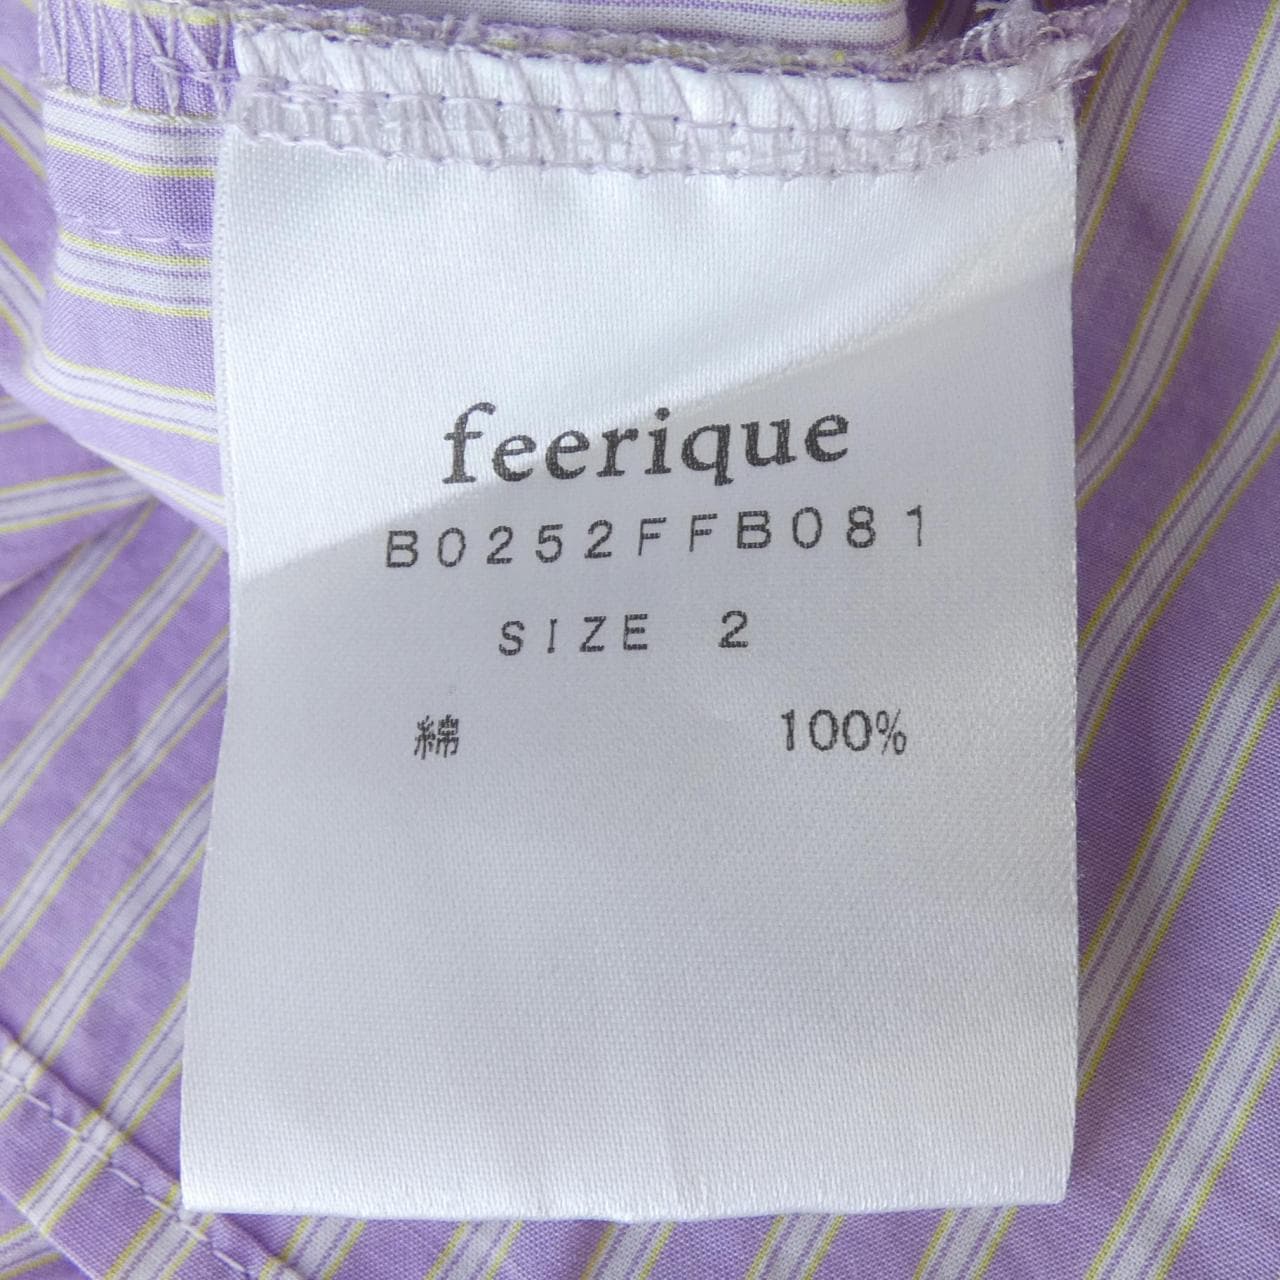 feerique
B0252FFB081
SIZE 2
綿 100%